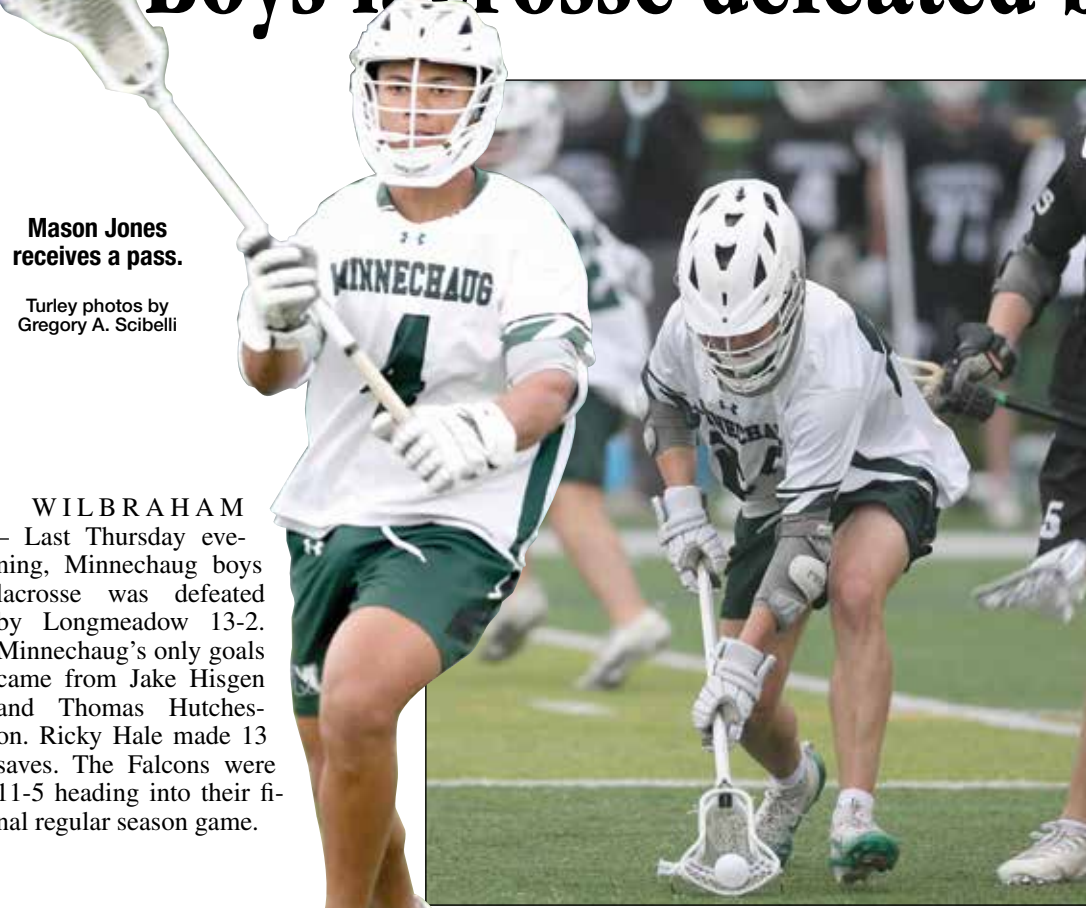 Boys lacrosse defeated
Mason Jones
receives a pass.
Turley photos by
Gregory A. Scibelli
MINNECHAUG
4
WILBRAHAM
– Last Thursday eve-
ning, Minnechaug boys
lacrosse was defeated
by Longmeadow 13-2.
Minnechaug's only goals
came from Jake Hisgen
and Thomas Hutches-
on. Ricky Hale made 13
saves. The Falcons were
11-5 heading into their fi-
nal regular season game.
5